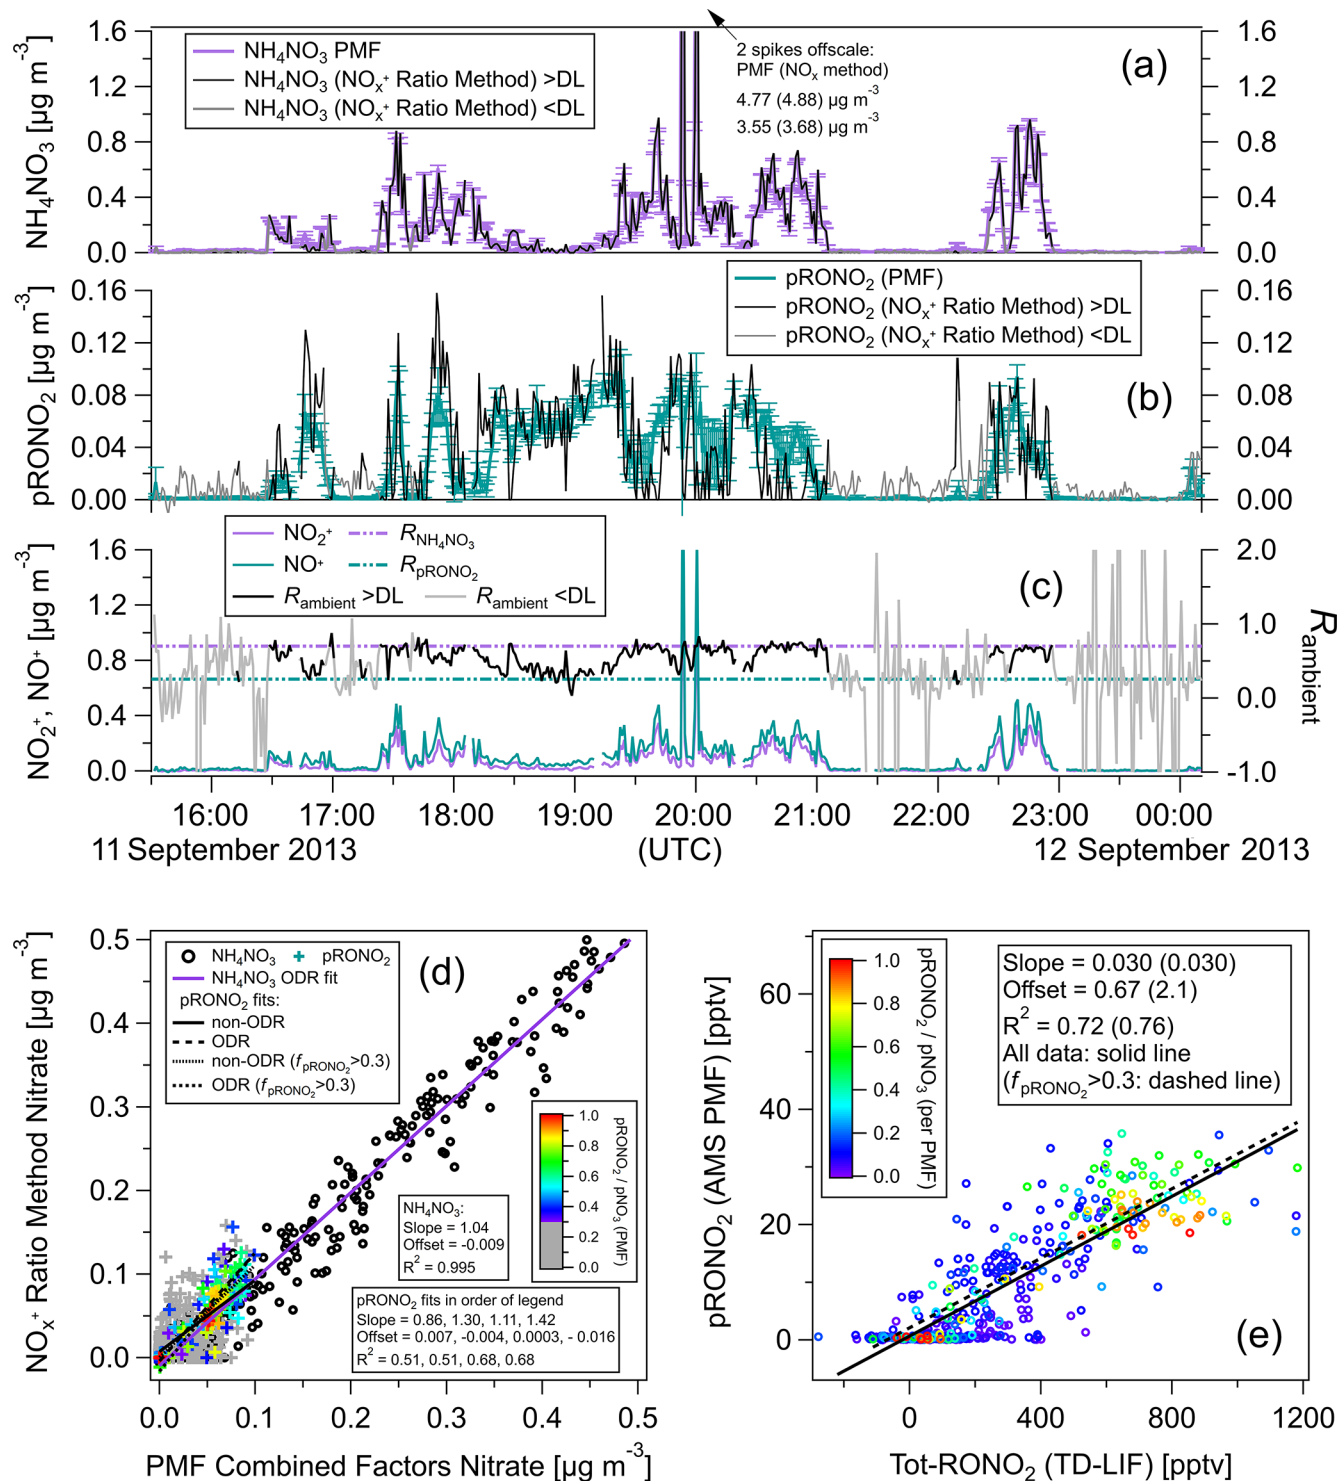 NH₄NO₃ PMF
NH₄NO₃ (NOₓ⁺ Ratio Method) >DL
NH₄NO₃ (NOₓ⁺ Ratio Method) <DL
2 spikes offscale:
PMF (NOₓ method)
4.77 (4.88) µg m⁻³
3.55 (3.68) µg m⁻³
(a)
1.6
1.2
0.8
0.4
0.0
NH4NO₃ [µg m⁻³]
1.6
1.2
0.8
0.4
0.0
pRONO₂ (PMF)
pRONO₂ (NOₓ⁺ Ratio Method) >DL
pRONO₂ (NOₓ⁺ Ratio Method) <DL
(b)
0.16
0.12
0.08
0.04
0.00
pRONO₂ [µg m⁻³]
0.16
0.12
0.08
0.04
0.00
NO₂⁺ R_NH₄NO₃
NO⁺ R_pRONO₂
R_ambient >DL R_ambient <DL
(c)
1.6
1.2
0.8
0.4
0.0
NO₂⁺, NO⁺ [µg m⁻³]
2.0
1.0
0.0
-1.0
R_ambient
16:00 17:00 18:00 19:00 20:00 21:00 22:00 23:00 00:00
11 September 2013 (UTC) 12 September 2013
NH₄NO₃ pRONO₂
NH₄NO₃ ODR fit
pRONO₂ fits:
non-ODR
ODR
non-ODR (f_pRONO₂>0.3)
ODR (f_pRONO₂>0.3)
(d)
0.5
0.4
0.3
0.2
0.1
0.0
NOₓ⁺ Ratio Method Nitrate [µg m⁻³]
1.0
0.8
0.6
0.4
0.2
0.0
pRONO₂ / pNO₃ (PMF)
NH₄NO₃:
Slope = 1.04
Offset = -0.009
R² = 0.995
pRONO₂ fits in order of legend
Slope = 0.86, 1.30, 1.11, 1.42
Offset = 0.007, -0.004, 0.0003, - 0.016
R² = 0.51, 0.51, 0.68, 0.68
0.0 0.1 0.2 0.3 0.4 0.5
PMF Combined Factors Nitrate [µg m⁻³]
1.0
0.8
0.6
0.4
0.2
0.0
pRONO₂ / pNO₃ (per PMF)
Slope = 0.030 (0.030)
Offset = 0.67 (2.1)
R² = 0.72 (0.76)
All data: solid line
(f_pRONO₂>0.3: dashed line)
(e)
60
40
20
0
pRONO₂ (AMS PMF) [pptv]
0 400 800 1200
Tot-RONO₂ (TD-LIF) [pptv]